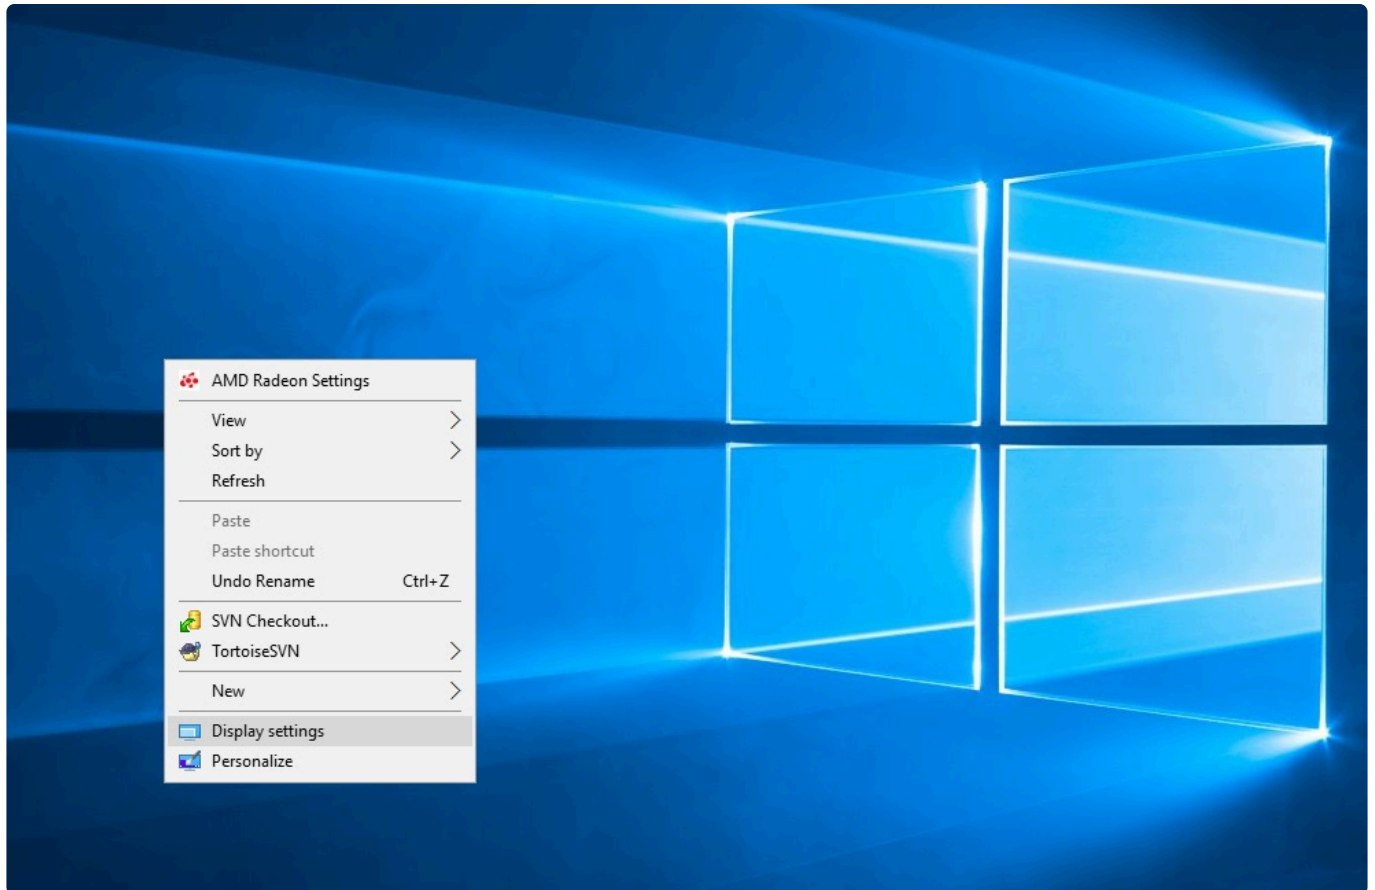 AMD Radeon Settings
View
Sort by
Refresh
Paste
Paste shortcut
Undo Rename Ctrl+Z
SVN Checkout...
TortoiseSVN
New
Display settings
Personalize